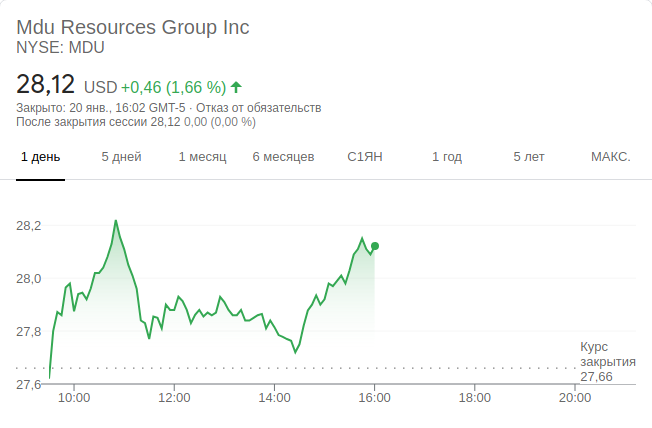 Mdu Resources Group Inc
NYSE: MDU
28,12 USD +0,46 (1,66 %)
Закрыто: 20 янв., 16:02 GMT-5 · Отказ от обязательств
После закрытия сессии 28,12 0,00 (0,00 %)
1 день 5 дней 1 месяц 6 месяцев С1ЯН 1 год 5 лет МАКС.
28,2
28,0
27,8
Курс
закрытия
27,66
27,6
10:00 12:00 14:00 16:00 18:00 20:00